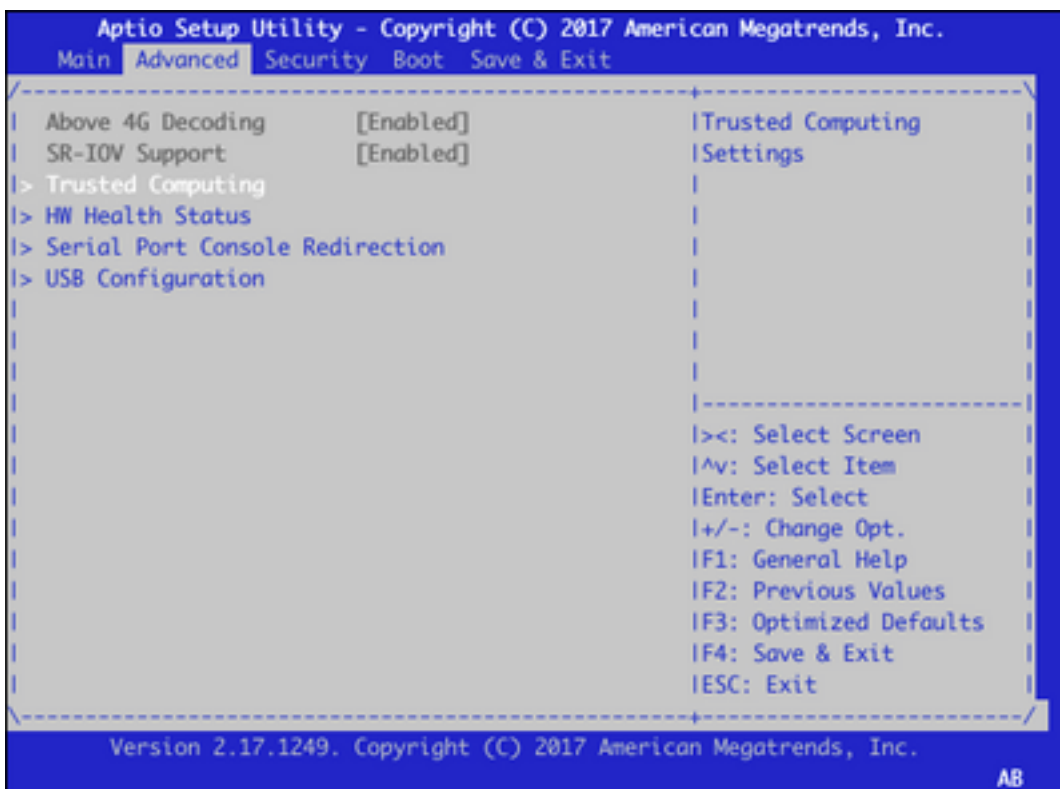 Aptio Setup Utility - Copyright (C) 2017 American Megatrends, Inc.
Main Advanced Security Boot Save & Exit
Above 4G Decoding [Enabled]
SR-IOV Support [Enabled]
> Trusted Computing
> HW Health Status
> Serial Port Console Redirection
> USB Configuration
Trusted Computing
Settings
><: Select Screen
^v: Select Item
Enter: Select
+/-: Change Opt.
F1: General Help
F2: Previous Values
F3: Optimized Defaults
F4: Save & Exit
ESC: Exit
Version 2.17.1249. Copyright (C) 2017 American Megatrends, Inc.
AB